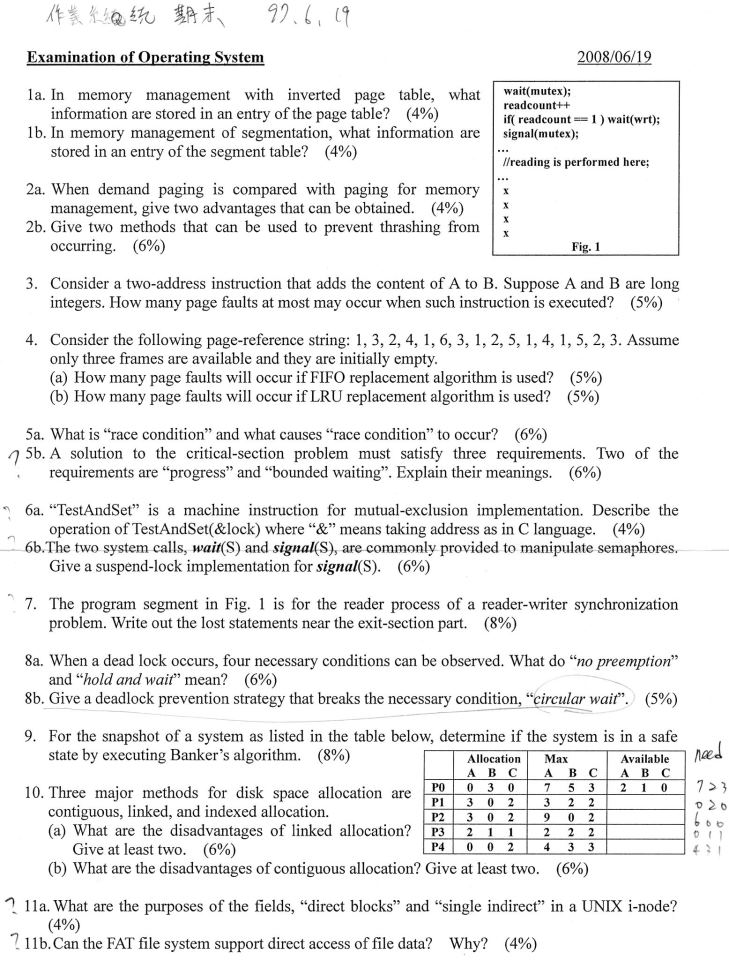 作業系統 期末 97.6.19
Examination of Operating System 2008/06/19
1a. In memory management with inverted page table, what
information are stored in an entry of the page table? (4%)
1b. In memory management of segmentation, what information are
stored in an entry of the segment table? (4%)
wait(mutex);
readcount++
if( readcount == 1 ) wait(wrt);
signal(mutex);
...
//reading is performed here;
...
x
x
x
x
Fig. 1
2a. When demand paging is compared with paging for memory
management, give two advantages that can be obtained. (4%)
2b. Give two methods that can be used to prevent thrashing from
occurring. (6%)
3. Consider a two-address instruction that adds the content of A to B. Suppose A and B are long
integers. How many page faults at most may occur when such instruction is executed? (5%)
4. Consider the following page-reference string: 1, 3, 2, 4, 1, 6, 3, 1, 2, 5, 1, 4, 1, 5, 2, 3. Assume
only three frames are available and they are initially empty.
(a) How many page faults will occur if FIFO replacement algorithm is used? (5%)
(b) How many page faults will occur if LRU replacement algorithm is used? (5%)
5a. What is “race condition” and what causes “race condition” to occur? (6%)
? 5b. A solution to the critical-section problem must satisfy three requirements. Two of the
requirements are “progress” and “bounded waiting”. Explain their meanings. (6%)
? 6a. “TestAndSet” is a machine instruction for mutual-exclusion implementation. Describe the
operation of TestAndSet(&lock) where “&” means taking address as in C language. (4%)
? 6b.The two system calls, wait(S) and signal(S), are commonly provided to manipulate semaphores.
Give a suspend-lock implementation for signal(S). (6%)
? 7. The program segment in Fig. 1 is for the reader process of a reader-writer synchronization
problem. Write out the lost statements near the exit-section part. (8%)
8a. When a dead lock occurs, four necessary conditions can be observed. What do “no preemption”
and “hold and wait” mean? (6%)
8b. Give a deadlock prevention strategy that breaks the necessary condition, “circular wait”. (5%)
9. For the snapshot of a system as listed in the table below, determine if the system is in a safe
state by executing Banker’s algorithm. (8%)
Allocation Max Available need
A B C A B C A B C
P0 0 3 0 7 5 3 2 1 0 7 2 3
P1 3 0 2 3 2 2 0 2 0
P2 3 0 2 9 0 2 6 0 0
P3 2 1 1 2 2 2 0 1 1
P4 0 0 2 4 3 3 4 3 1
10. Three major methods for disk space allocation are
contiguous, linked, and indexed allocation.
(a) What are the disadvantages of linked allocation?
Give at least two. (6%)
(b) What are the disadvantages of contiguous allocation? Give at least two. (6%)
? 11a. What are the purposes of the fields, “direct blocks” and “single indirect” in a UNIX i-node?
(4%)
? 11b.Can the FAT file system support direct access of file data? Why? (4%)